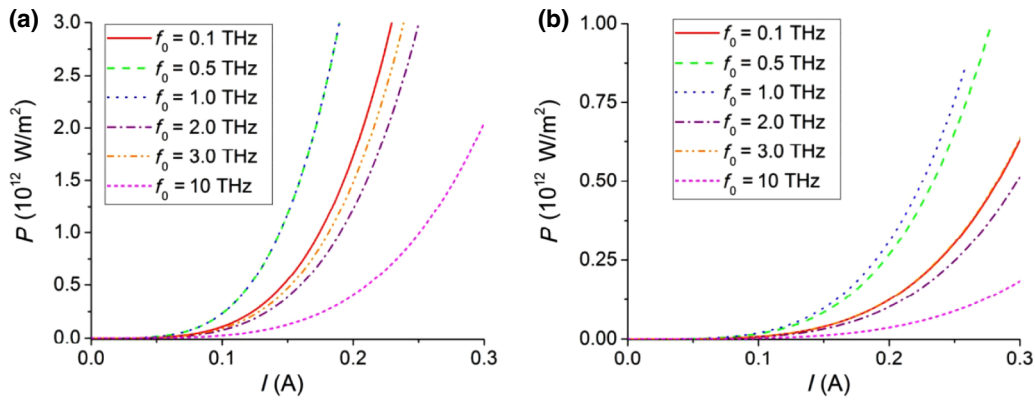 (a)
3.0
2.5
2.0
1.5
1.0
0.5
0.0
P (10¹² W/m²)
f₀ = 0.1 THz
f₀ = 0.5 THz
f₀ = 1.0 THz
f₀ = 2.0 THz
f₀ = 3.0 THz
f₀ = 10 THz
0.0 0.1 0.2 0.3
I (A)
(b)
1.00
0.75
0.50
0.25
0.00
P (10¹² W/m²)
f₀ = 0.1 THz
f₀ = 0.5 THz
f₀ = 1.0 THz
f₀ = 2.0 THz
f₀ = 3.0 THz
f₀ = 10 THz
0.0 0.1 0.2 0.3
I (A)